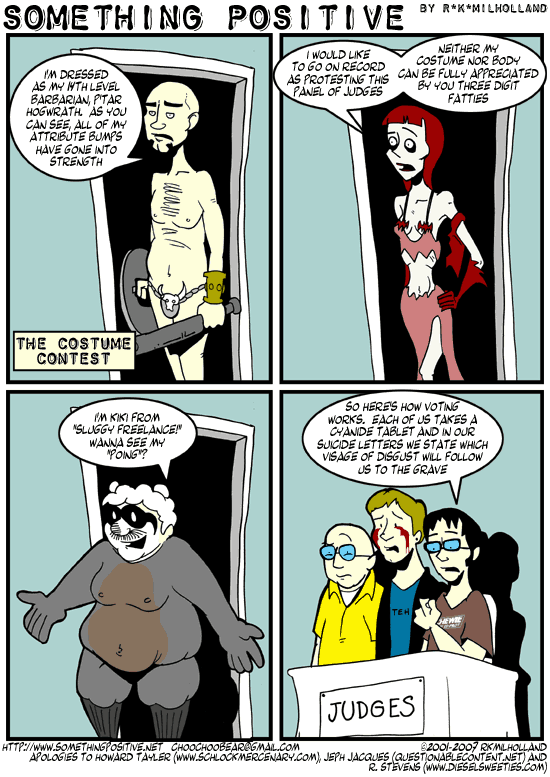 SOMETHING POSITIVE BY R*K*MILHOLLAND
I'M DRESSED
AS MY 14TH LEVEL
BARBARIAN, PITAR
HOGWRATH. AS YOU
CAN SEE, ALL OF MY
ATTRIBUTE BUMPS
HAVE GONE INTO
STRENGTH
THE COSTUME
CONTEST
I WOULD LIKE
TO GO ON RECORD
AS PROTESTING THIS
PANEL OF JUDGES
NEITHER MY
COSTUME NOR BODY
CAN BE FULLY APPRECIATED
BY YOU THREE DIGIT
FATTIES
I'M KIKI FROM
"SLUGGY FREELANCE!"
WANNA SEE MY
"POING"?
SO HERE'S HOW VOTING
WORKS. EACH OF US TAKES A
CYANIDE TABLET AND IN OUR
SUICIDE LETTERS WE STATE WHICH
VISAGE OF DISGUST WILL FOLLOW
US TO THE GRAVE
TEH
JUDGES
HTTP://WWW.SOMETHINGPOSITIVE.NET CHOOCHOOBEAR@GMAIL.COM ©2001-2007 RKMILHOLLAND
APOLOGIES TO HOWARD TAYLER (WWW.SCHLOCKMERCENARY.COM), JEPH JACQUES (QUESTIONABLECONTENT.NET) AND
R. STEVENS (WWW.DIESELSWEETIES.COM)